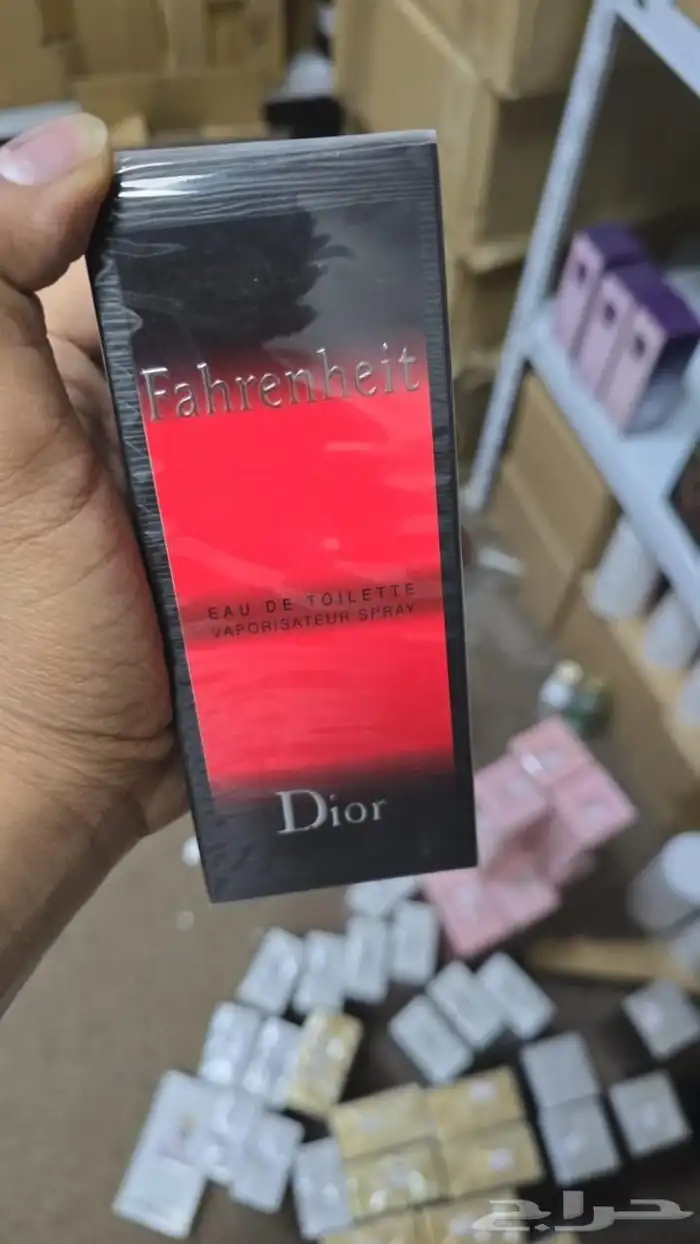 Fahrenheit
EAU DE TOILETTE
VAPORISATEUR SPRAY
Dior
حراج